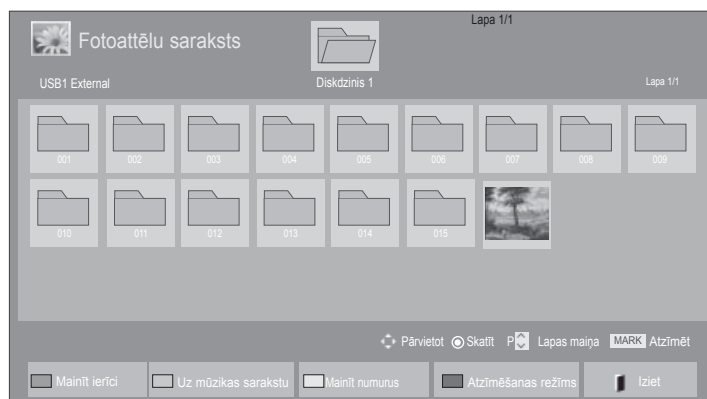 Lapa 1/1
Fotoattēlu saraksts
USB1 External
Diskdzinis 1
Lapa 1/1
001 002 003 004 005 006 007 008 009
010 011 012 013 014 015
Pārvietot Skatīt P Lapas maiņa MARK Atzīmēt
Mainīt ierīci Uz mūzikas sarakstu Mainīt numurus Atzīmēšanas režīms Iziet